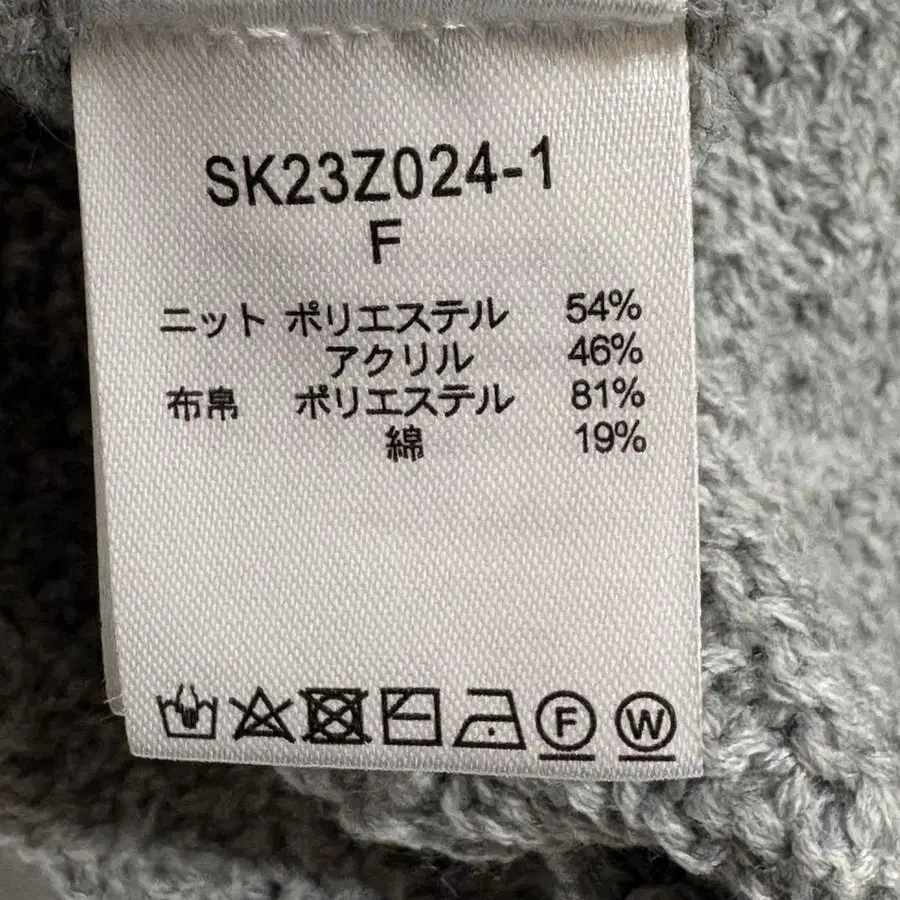 SK23Z024-1
F
ニット ポリエステル 54%
アクリル 46%
布帛 ポリエステル 81%
綿 19%
F W